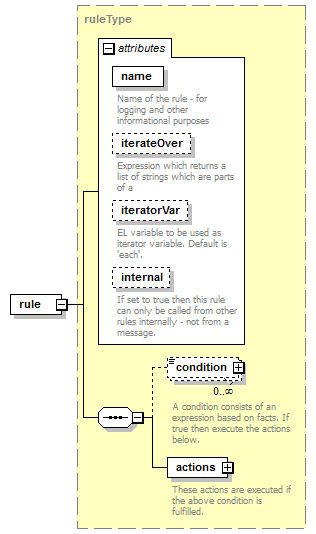 ruleType
attributes
name
Name of the rule - for
logging and other
informational purposes
iterateOver
Expression which returns a
list of strings which are parts
of a
iteratorVar
EL variable to be used as
iterator variable. Default is
'each'.
internal
If set to true then this rule
can only be called from other
rules internally - not from a
message.
rule
condition
0..∞
A condition consists of an
expression based on facts. If
true then execute the actions
below.
actions
These actions are executed if
the above condition is
fulfilled.